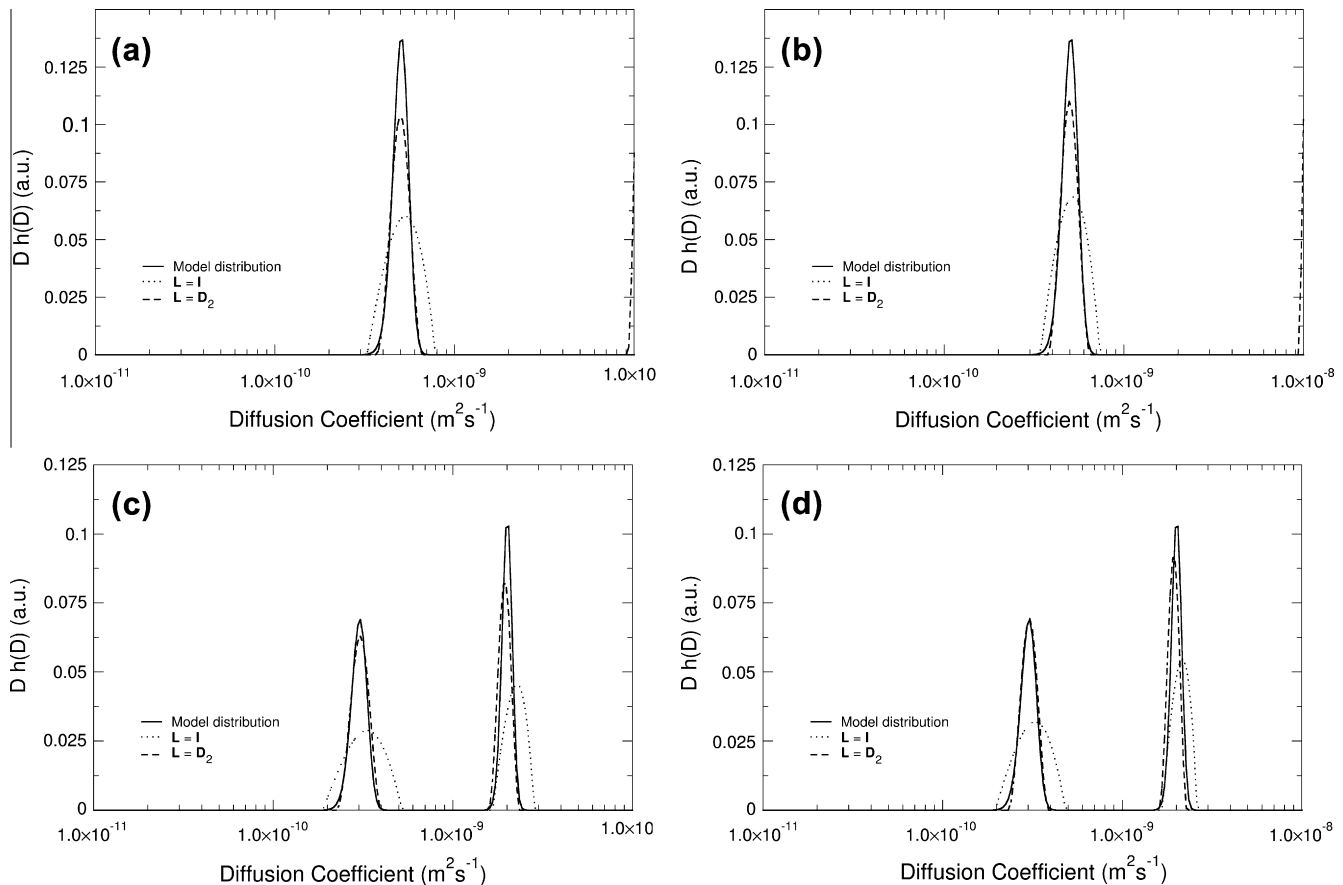 (a)
0.125
0.1
0.075
0.05
0.025
0
D h(D) (a.u.)
Model distribution
L = I
L = D2
1.0×10-11
1.0×10-10
1.0×10-9
1.0×10
Diffusion Coefficient (m2s-1)
(b)
0.125
0.1
0.075
0.05
0.025
0
D h(D) (a.u.)
Model distribution
L = I
L = D2
1.0×10-11
1.0×10-10
1.0×10-9
1.0×10-8
Diffusion Coefficient (m2s-1)
(c)
0.125
0.1
0.075
0.05
0.025
0
D h(D) (a.u.)
Model distribution
L = I
L = D2
1.0×10-11
1.0×10-10
1.0×10-9
1.0×10
Diffusion Coefficient (m2s-1)
(d)
0.125
0.1
0.075
0.05
0.025
0
D h(D) (a.u.)
Model distribution
L = I
L = D2
1.0×10-11
1.0×10-10
1.0×10-9
1.0×10-8
Diffusion Coefficient (m2s-1)